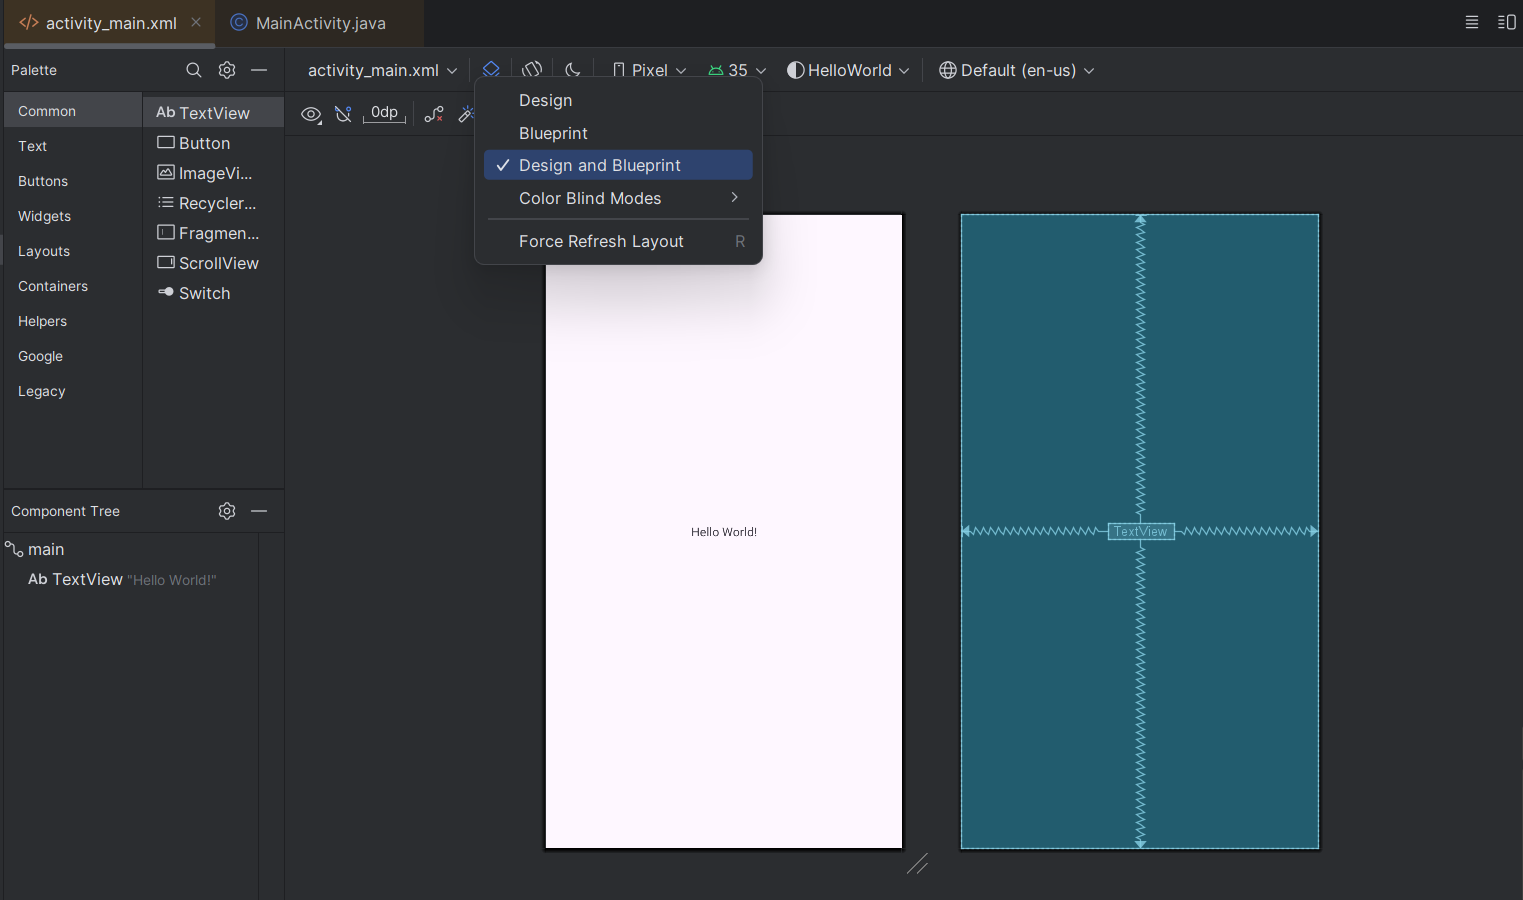 activity_main.xml
MainActivity.java
Palette
activity_main.xml
Pixel
35
HelloWorld
Default (en-us)
Common
Text
Buttons
Widgets
Layouts
Containers
Helpers
Google
Legacy
Ab TextView
Button
ImageVi...
Recycler...
Fragmen...
ScrollView
Switch
0dp
Design
Blueprint
Design and Blueprint
Color Blind Modes
Force Refresh Layout R
Hello World!
TextView
Component Tree
main
Ab TextView "Hello World!"